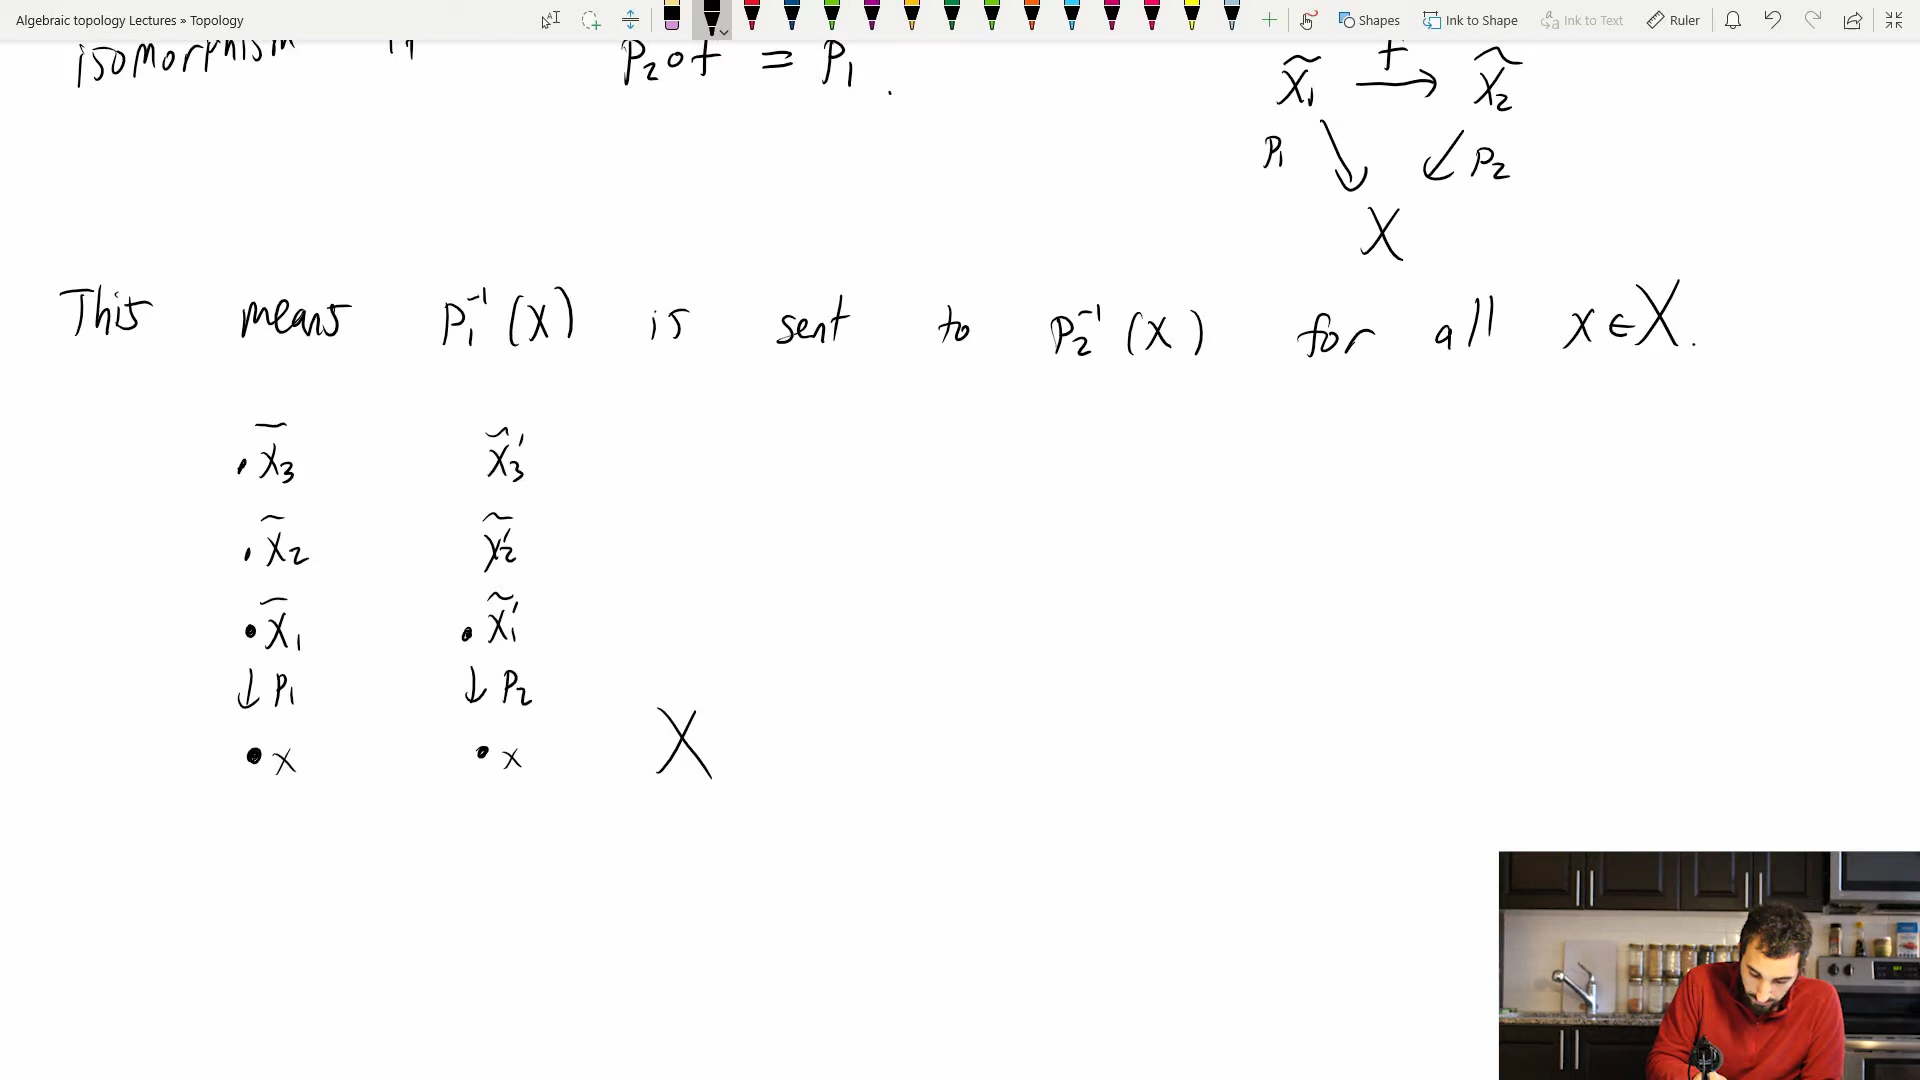 Algebraic topology Lectures » Topology
Shapes Ink to Shape Ink to Text Ruler
isomorphism if P₂∘f = P₁.
X̃₁ f→ X̃₂
P₁ ↘ ↙ P₂
X
This means P₁⁻¹(x) is sent to P₂⁻¹(x) for all x∈X.
• x̃₃ x̃₃'
• x̃₂ x̃₂'
• x̃₁ • x̃₁'
↓ P₁ ↓ P₂
• x • x X